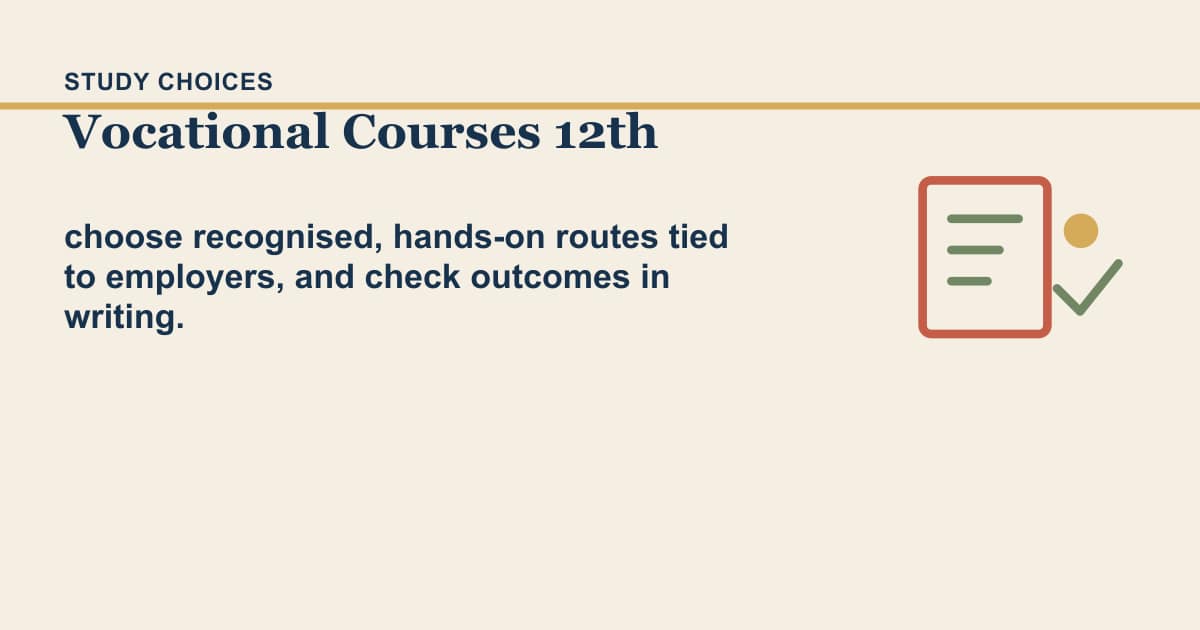 STUDY CHOICES
Vocational Courses 12th
choose recognised, hands-on routes tied
to employers, and check outcomes in
writing.